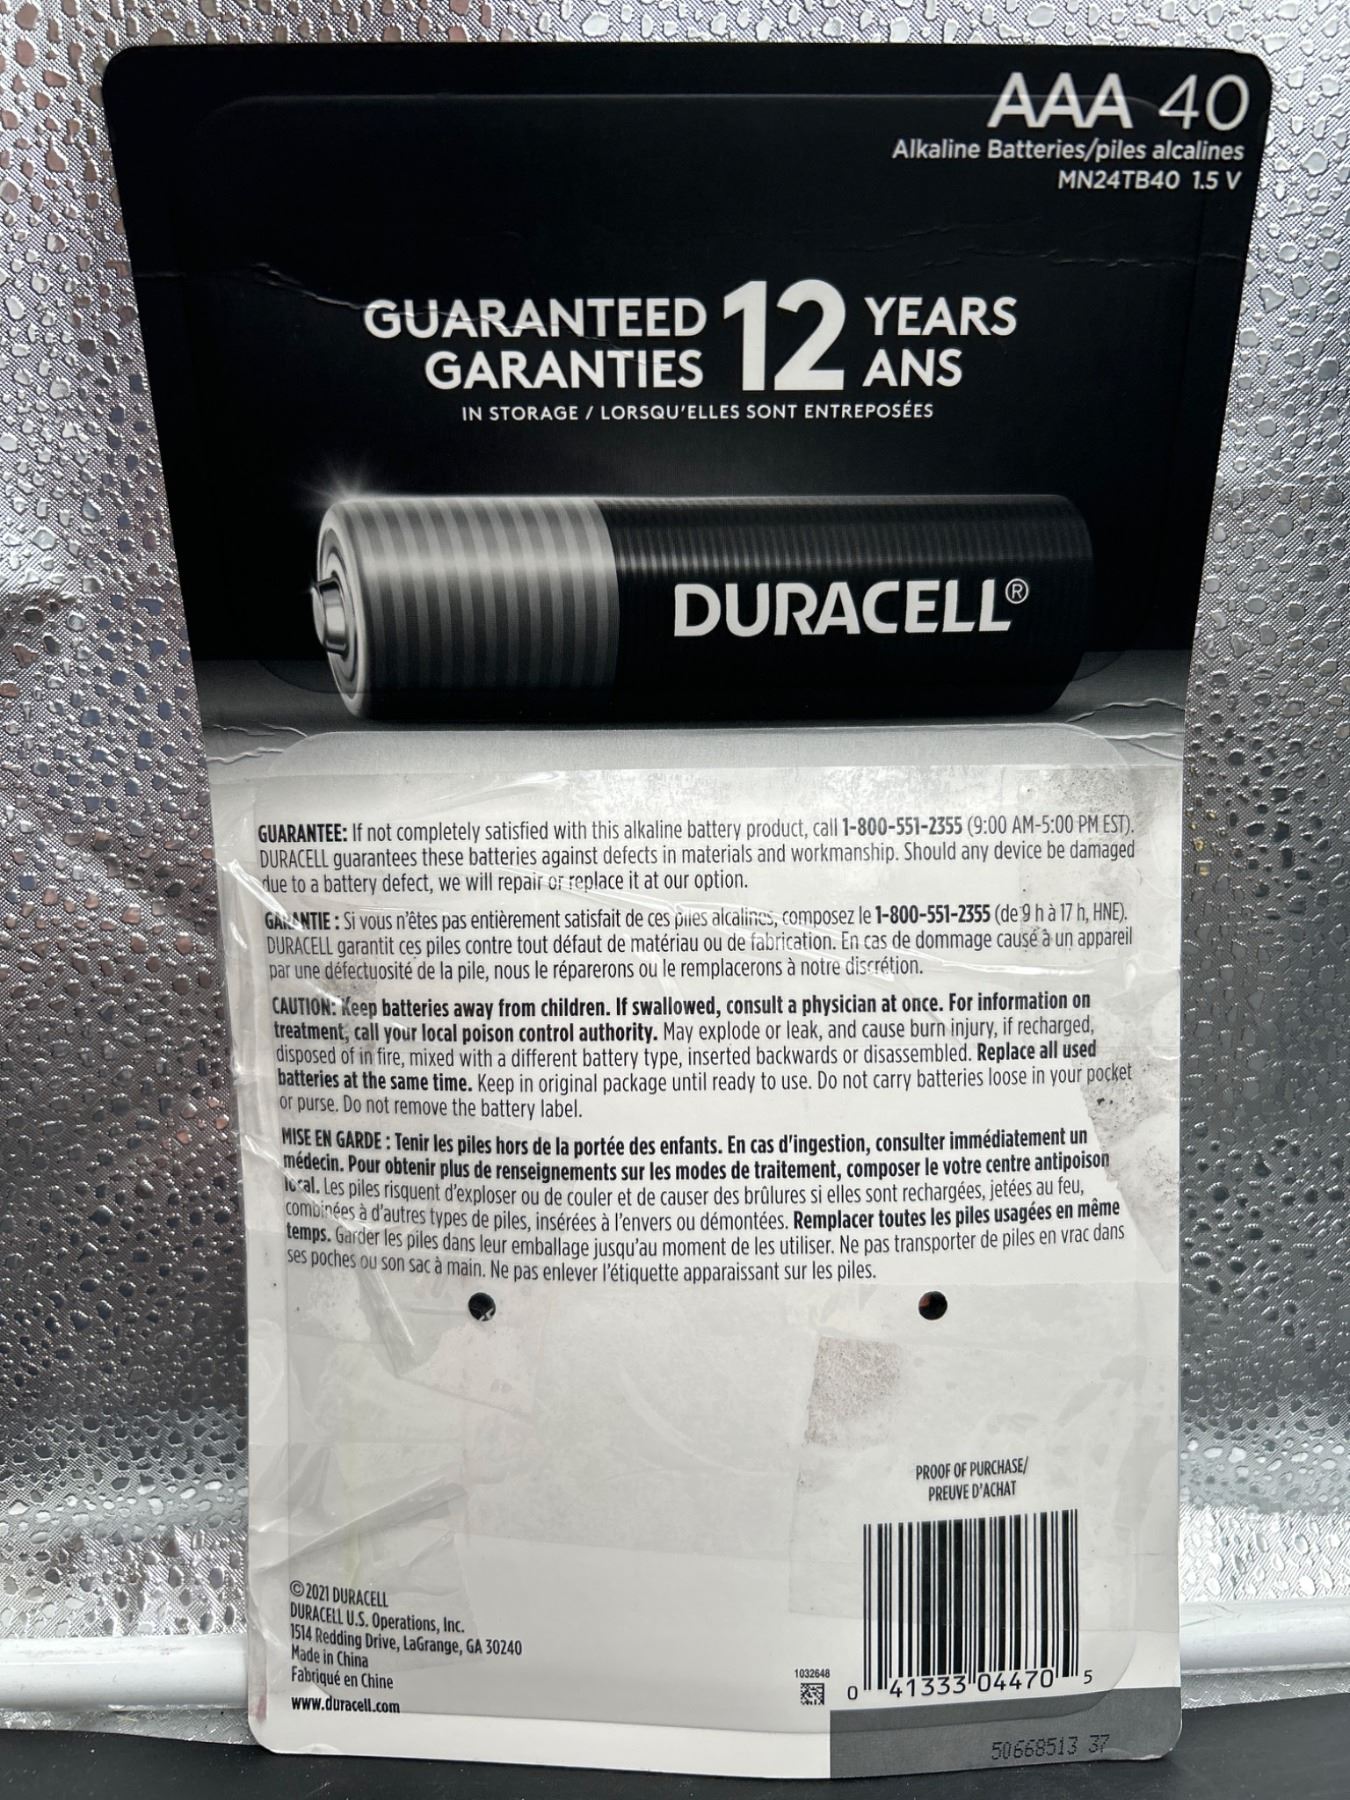 AAA 40
Alkaline Batteries/piles alcalines
MN24TB40 1.5 V
GUARANTEED 12 YEARS
GARANTIES ANS
IN STORAGE / LORSQU'ELLES SONT ENTREPOSÉES
DURACELL®
GUARANTEE: If not completely satisfied with this alkaline battery product, call 1-800-551-2355 (9:00 AM-5:00 PM EST).
DURACELL guarantees these batteries against defects in materials and workmanship. Should any device be damaged
due to a battery defect, we will repair or replace it at our option.
GARANTIE : Si vous n'êtes pas entièrement satisfait de ces piles alcalines, composez le 1-800-551-2355 (de 9 h à 17 h, HNE).
DURACELL garantit ces piles contre tout défaut de matériau ou de fabrication. En cas de dommage causé à un appareil
par une défectuosité de la pile, nous le réparerons ou le remplacerons à notre discrétion.
CAUTION: Keep batteries away from children. If swallowed, consult a physician at once. For information on
treatment, call your local poison control authority. May explode or leak, and cause burn injury, if recharged,
disposed of in fire, mixed with a different battery type, inserted backwards or disassembled. Replace all used
batteries at the same time. Keep in original package until ready to use. Do not carry batteries loose in your pocket
or purse. Do not remove the battery label.
MISE EN GARDE : Tenir les piles hors de la portée des enfants. En cas d'ingestion, consulter immédiatement un
médecin. Pour obtenir plus de renseignements sur les modes de traitement, composer le votre centre antipoison
local. Les piles risquent d'exploser ou de couler et de causer des brûlures si elles sont rechargées, jetées au feu,
combinées à d'autres types de piles, insérées à l'envers ou démontées. Remplacer toutes les piles usagées en même
temps. Garder les piles dans leur emballage jusqu'au moment de les utiliser. Ne pas transporter de piles en vrac dans
ses poches ou son sac à main. Ne pas enlever l'étiquette apparaissant sur les piles.
PROOF OF PURCHASE/
PREUVE D'ACHAT
© 2021 DURACELL
DURACELL U.S. Operations, Inc.
1514 Redding Drive, LaGrange, GA 30240
Made in China
Fabriqué en Chine
www.duracell.com
1032648
0 41333 04470 5
50668513 37